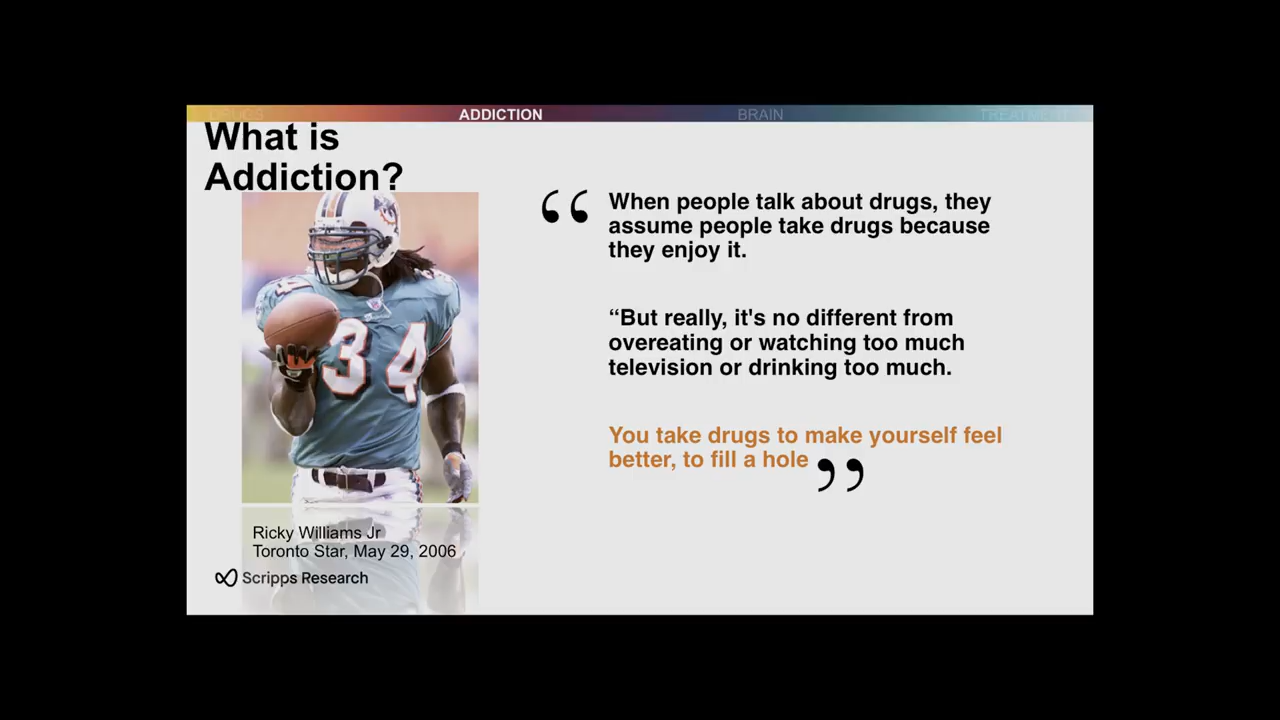 DRUGS
ADDICTION
BRAIN
TREATMENT
What is
Addiction?
34
“
When people talk about drugs, they
assume people take drugs because
they enjoy it.
“But really, it's no different from
overeating or watching too much
television or drinking too much.
You take drugs to make yourself feel
better, to fill a hole
”
Ricky Williams Jr
Toronto Star, May 29, 2006
Scripps Research